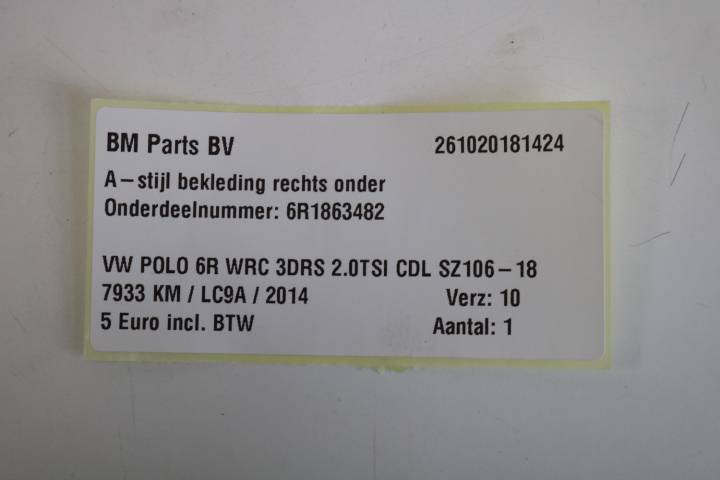 BM Parts BV 261020181424
A-stijl bekleding rechts onder
Onderdeelnummer: 6R1863482
VW POLO 6R WRC 3DRS 2.0TSI CDL SZ106-18
7933 KM / LC9A / 2014 Verz: 10
5 Euro incl. BTW Aantal: 1